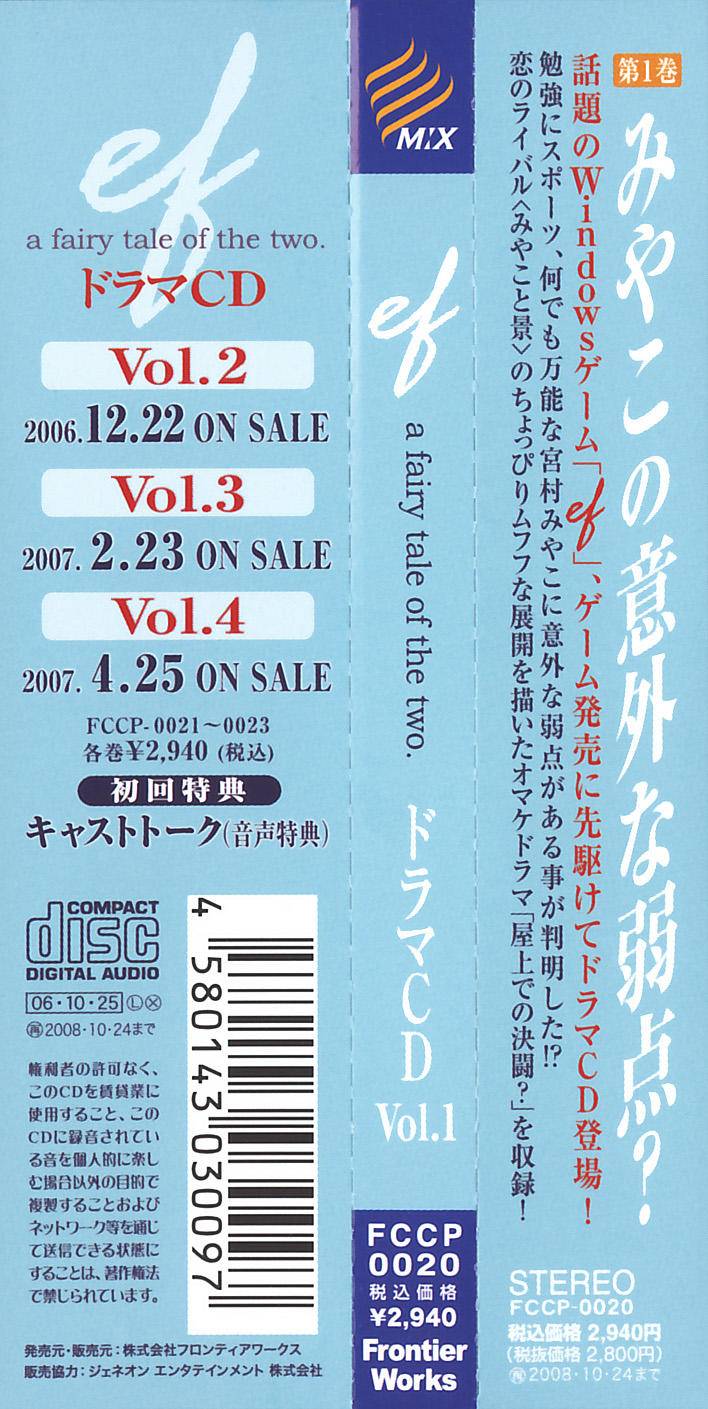 第1巻
みやこの意外な弱点?
話題のWindowsゲーム「ef」、ゲーム発売に先駆けてドラマCD登場!
勉強にスポーツ、何でも万能な宮村みやこに意外な弱点がある事が判明した!?
恋のライバル<みやこと景>のちょっぴりムフフな展開を描いたオマケドラマ「屋上での決闘?」を収録!
STEREO
FCCP-0020
税込価格 2,940円
(税抜価格 2,800円)
再2008・10・24まで
MIX
ef
a fairy tale of the two.
ドラマCD
Vol.1
FCCP
0020
税込価格
¥2,940
Frontier
Works
ef
a fairy tale of the two.
ドラマCD
Vol.2
2006.12.22 ON SALE
Vol.3
2007. 2.23 ON SALE
Vol.4
2007. 4.25 ON SALE
FCCP-0021〜0023
各巻¥2,940 (税込)
初回特典
キャストトーク(音声特典)
COMPACT
disc
DIGITAL AUDIO
06・10・25 Ⓛ Ⓧ
再2008・10・24まで
権利者の許可なく、
このCDを賃貸業に
使用すること、この
CDに録音されてい
る音を個人的に楽し
む場合以外の目的で
複製することおよび
ネットワーク等を通じ
て送信できる状態に
することは、著作権法
で禁じられています。
4 580143 030097
発売元・販売元：株式会社フロンティアワークス
販売協力：ジェネオン エンタテインメント 株式会社